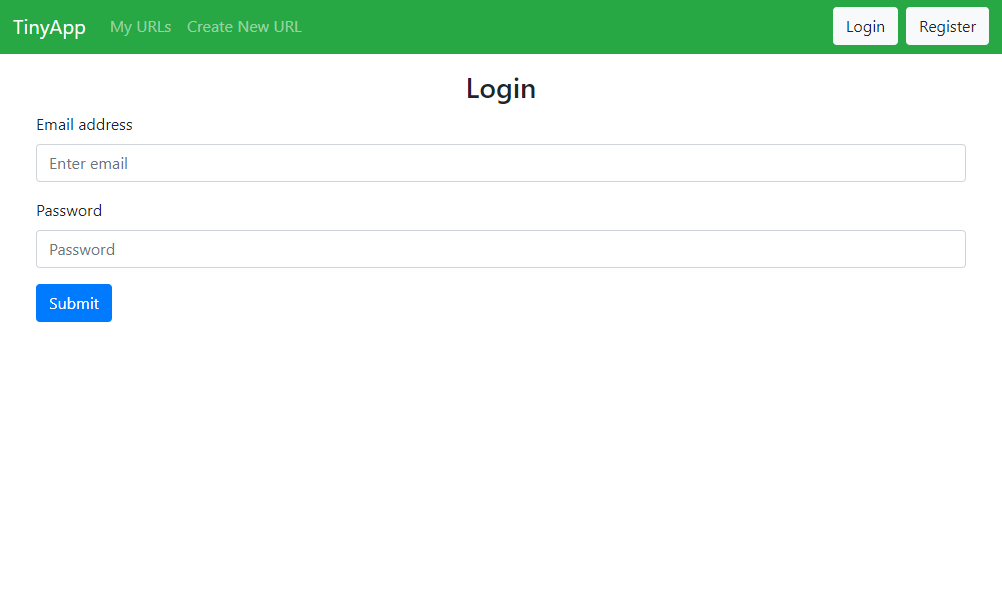 TinyApp My URLs Create New URL Login Register
Login
Email address
Enter email
Password
Password
Submit